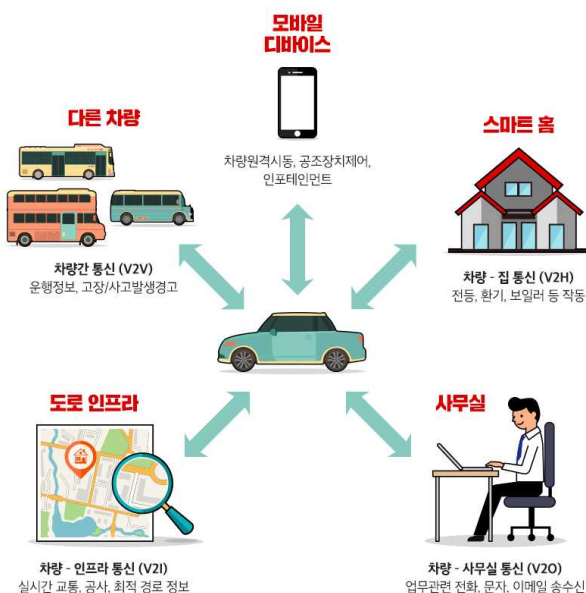 모바일
디바이스
차량원격시동, 공조장치제어,
인포테인먼트
다른 차량
차량간 통신 (V2V)
운행정보, 고장/사고발생경고
스마트 홈
차량 - 집 통신 (V2H)
전등, 환기, 보일러 등 작동
도로 인프라
차량 - 인프라 통신 (V2I)
실시간 교통, 공사, 최적 경로 정보
사무실
차량 - 사무실 통신 (V2O)
업무관련 전화, 문자, 이메일 송수신